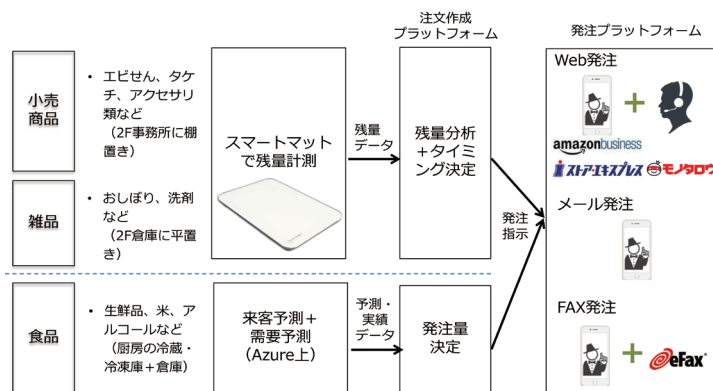 注文作成
プラットフォーム
発注プラットフォーム
小売
商品
• エビせん、タケ
チ、アクセサリ
類など
(2F事務所に棚
置き)
スマートマット
で残量計測
残量
データ
残量分析
+タイミ
ング決定
雑品
• おしぼり、洗剤
など
(2F倉庫に平置
き)
発注
指示
Web発注
+
amazonbusiness
iストア・エキスプレス
モノタロウ
メール発注
FAX発注
+
eFax
食品
• 生鮮品、米、ア
ルコールなど
(厨房の冷蔵・
冷凍庫+倉庫)
来客予測+
需要予測
(Azure上)
予測・
実績
データ
発注量
決定